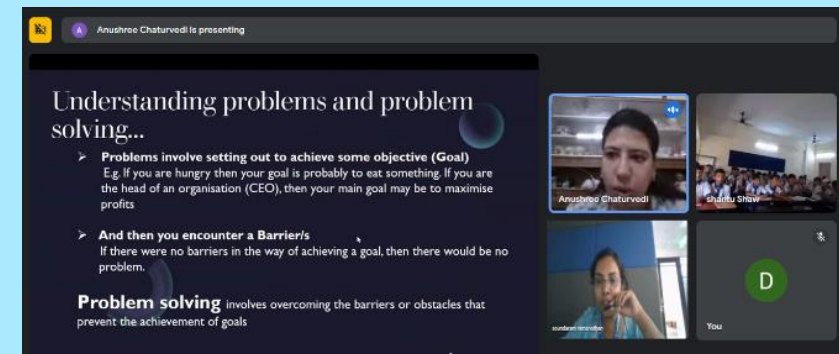 A
Anushree Chaturvedi is presenting
Understanding problems and problem
solving...
➤ Problems involve setting out to achieve some objective (Goal)
E.g. If you are hungry then your goal is probably to eat something. If you are
the head of an organisation (CEO), then your main goal may be to maximise
profits
➤ And then you encounter a Barrier/s
If there were no barriers in the way of achieving a goal, then there would be no
problem.
Problem solving involves overcoming the barriers or obstacles that
prevent the achievement of goals
Anushree Chaturvedi
shantu Shaw
soundaram
D
You